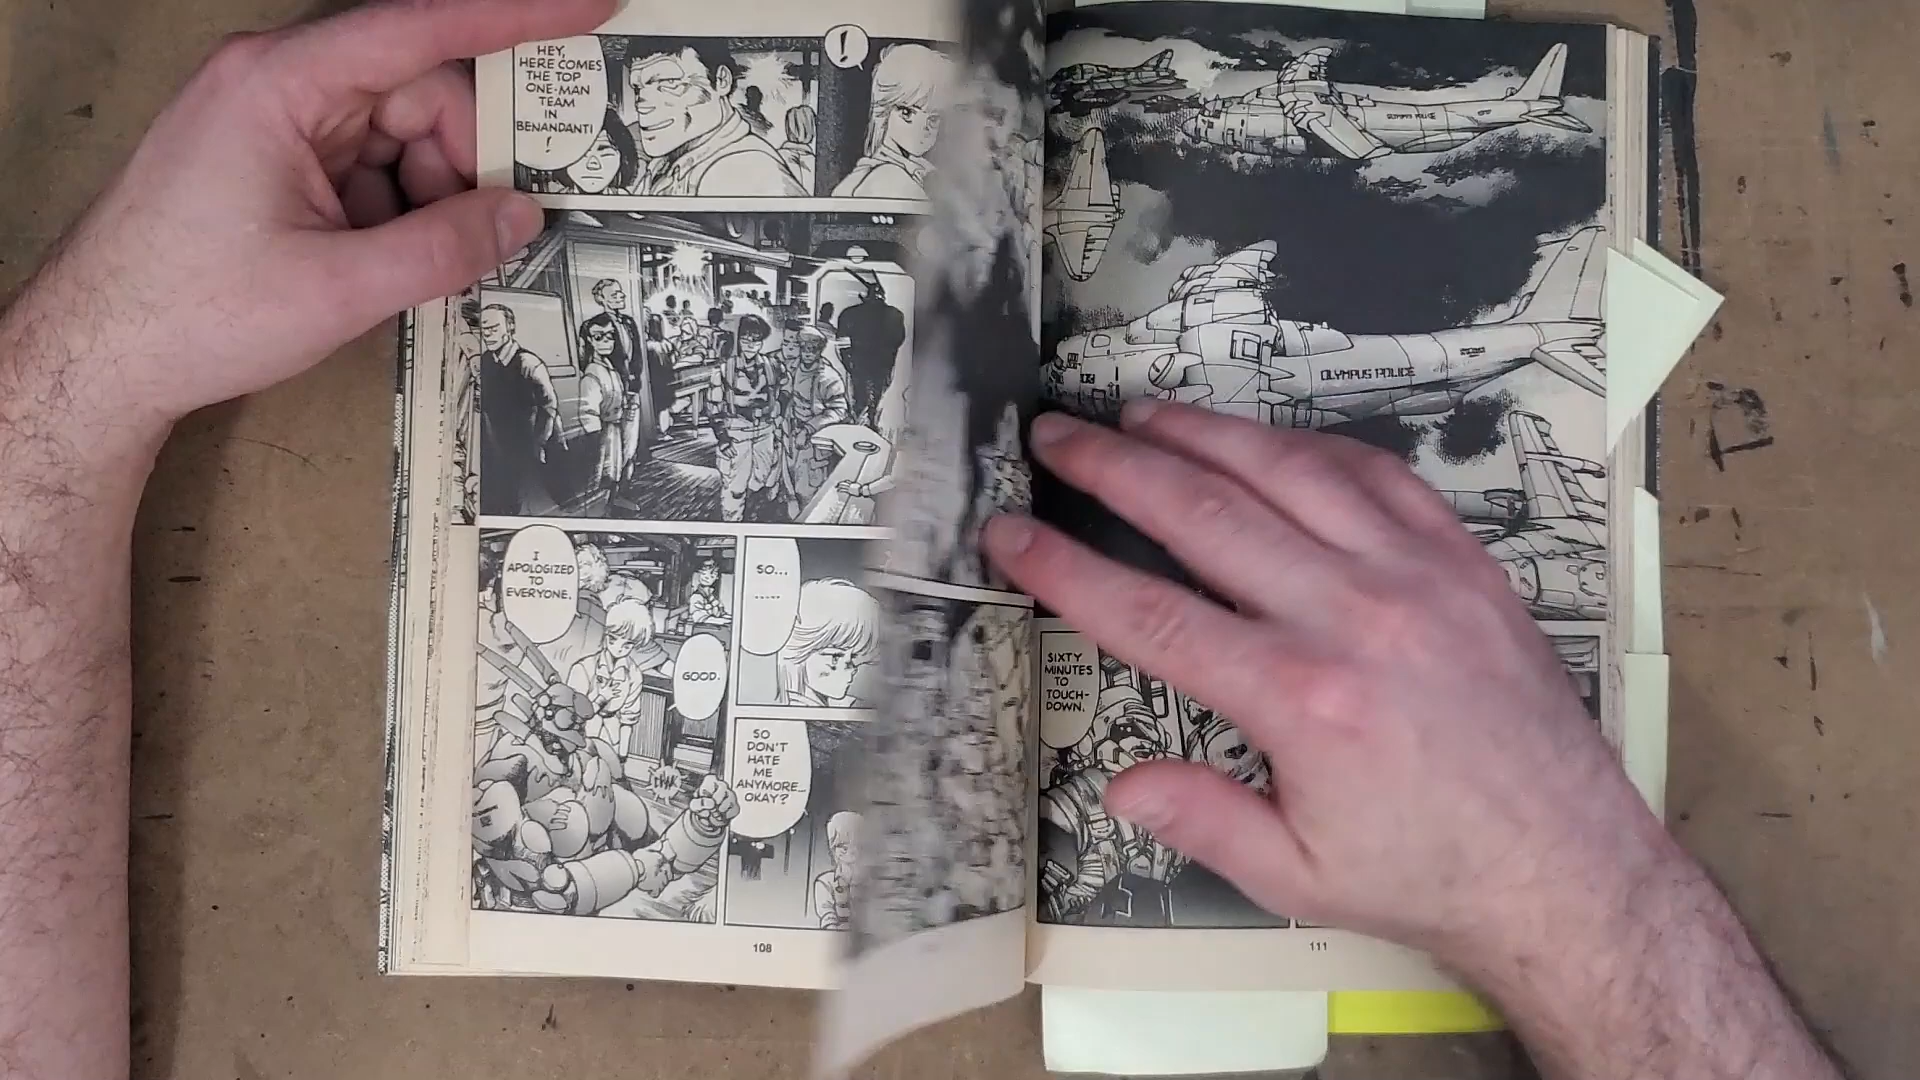 HEY,
HERE COMES
THE TOP
ONE-MAN
TEAM
IN
BENANDANTI
!
!
I
APOLOGIZED
TO
EVERYONE.
GOOD.
SO...
.....
SO
DON'T
HATE
ME
ANYMORE...
OKAY?
108
OLYMPUS POLICE
OLYMPUS POLICE
SIXTY
MINUTES
TO
TOUCH-
DOWN.
111